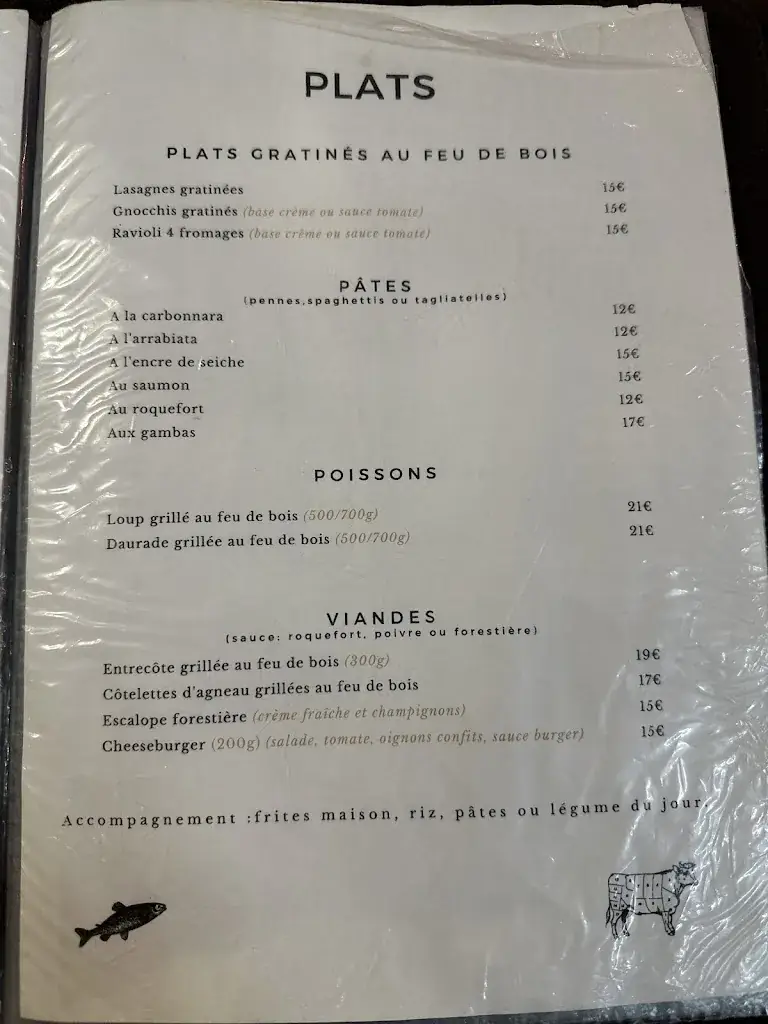 PLATS
PLATS GRATINÉS AU FEU DE BOIS
Lasagnes gratinées 15€
Gnocchis gratinés (base crème ou sauce tomate) 15€
Ravioli 4 fromages (base crème ou sauce tomate) 15€
PÂTES
(pennes,spaghettis ou tagliatelles)
A la carbonnara 12€
A l'arrabiata 12€
A l'encre de seiche 15€
Au saumon 15€
Au roquefort 12€
Aux gambas 17€
POISSONS
Loup grillé au feu de bois (500/700g) 21€
Daurade grillée au feu de bois (500/700g) 21€
VIANDES
(sauce: roquefort, poivre ou forestière)
Entrecôte grillée au feu de bois (300g) 19€
Côtelettes d'agneau grillées au feu de bois 17€
Escalope forestière (crème fraîche et champignons) 15€
Cheeseburger (200g) (salade, tomate, oignons confits, sauce burger) 15€
Accompagnement :frites maison, riz, pâtes ou légume du jour.